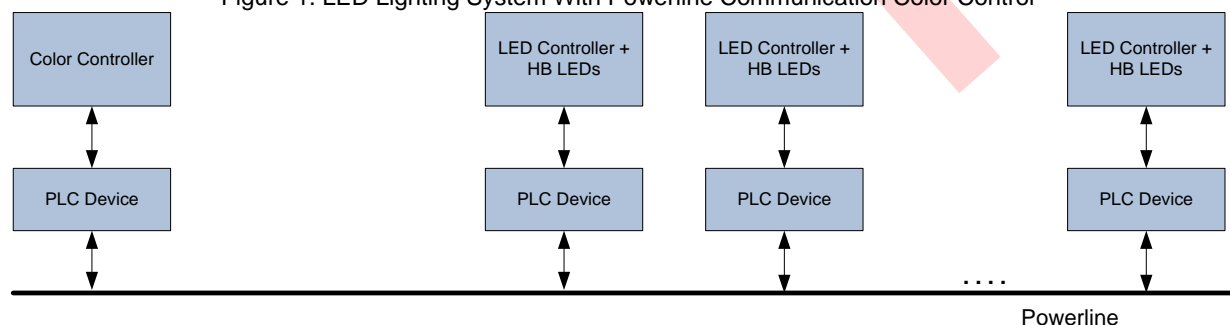 Figure 1. LED Lighting System With Powerline Communication Color Control
Color Controller
LED Controller +
HB LEDs
LED Controller +
HB LEDs
LED Controller +
HB LEDs
PLC Device
PLC Device
PLC Device
PLC Device
. . . .
Powerline